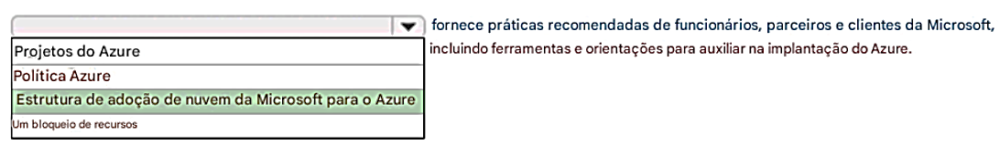 fornece práticas recomendadas de funcionários, parceiros e clientes da Microsoft,
incluindo ferramentas e orientações para auxiliar na implantação do Azure.
Projetos do Azure
Política Azure
Estrutura de adoção de nuvem da Microsoft para o Azure
Um bloqueio de recursos